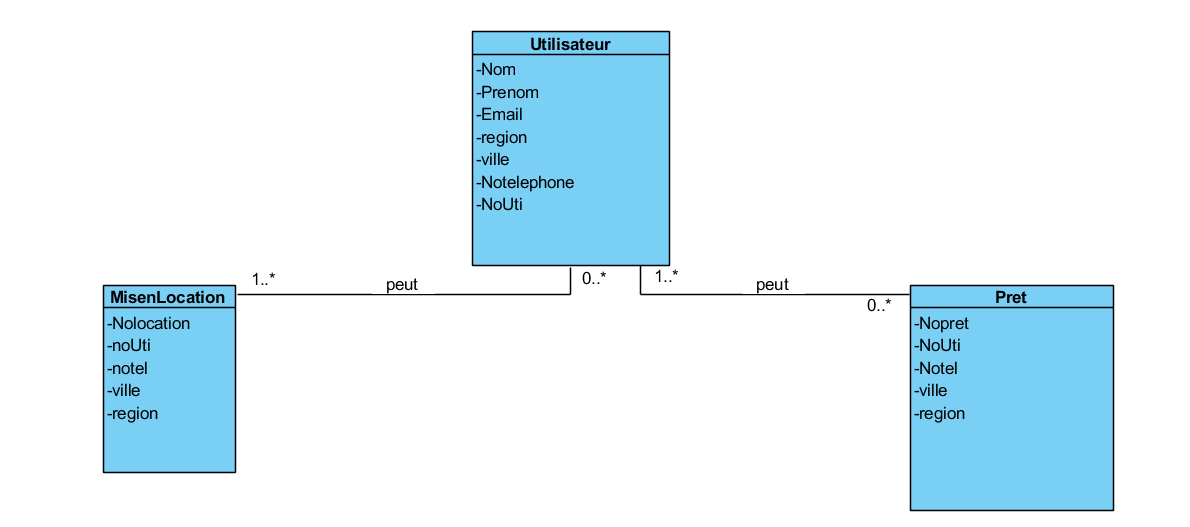 Utilisateur
-Nom
-Prenom
-Email
-region
-ville
-Notelephone
-NoUti
1..*
peut
0..*
1..*
peut
0..*
MisenLocation
-Nolocation
-noUti
-notel
-ville
-region
Pret
-Nopret
-NoUti
-Notel
-ville
-region